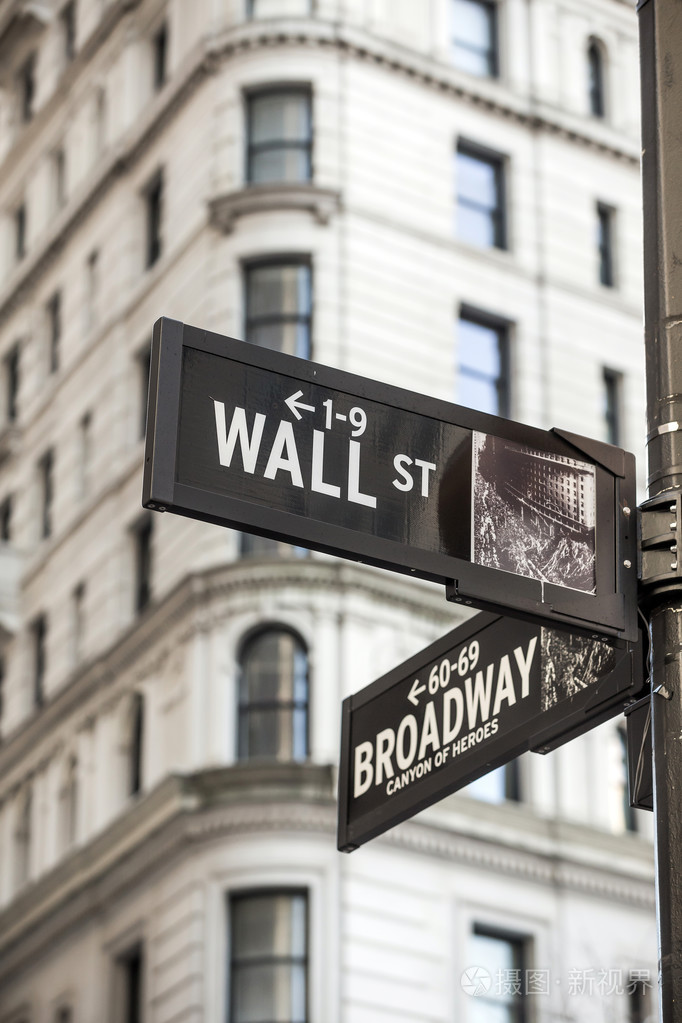 ←1-9
WALL ST
←60-69
BROADWAY
CANYON OF HEROES
摄图·新视界